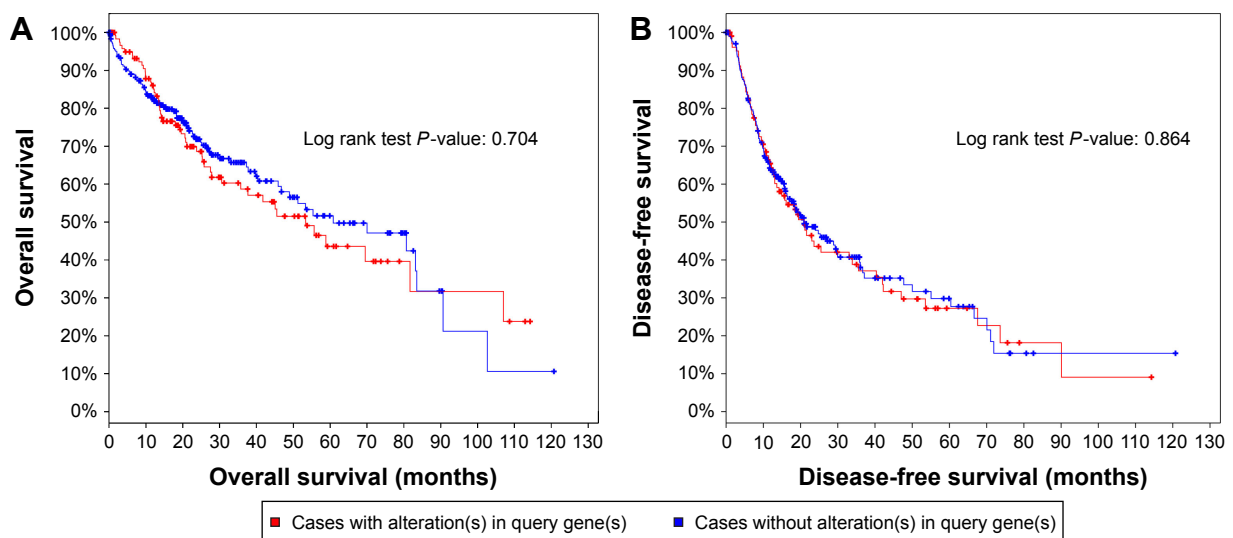 A
Overall survival
100%
90%
80%
70%
60%
50%
40%
30%
20%
10%
0%
Log rank test P-value: 0.704
0 10 20 30 40 50 60 70 80 90 100 110 120 130
Overall survival (months)
B
Disease-free survival
100%
90%
80%
70%
60%
50%
40%
30%
20%
10%
0%
Log rank test P-value: 0.864
0 10 20 30 40 50 60 70 80 90 100 110 120 130
Disease-free survival (months)
Cases with alteration(s) in query gene(s)
Cases without alteration(s) in query gene(s)